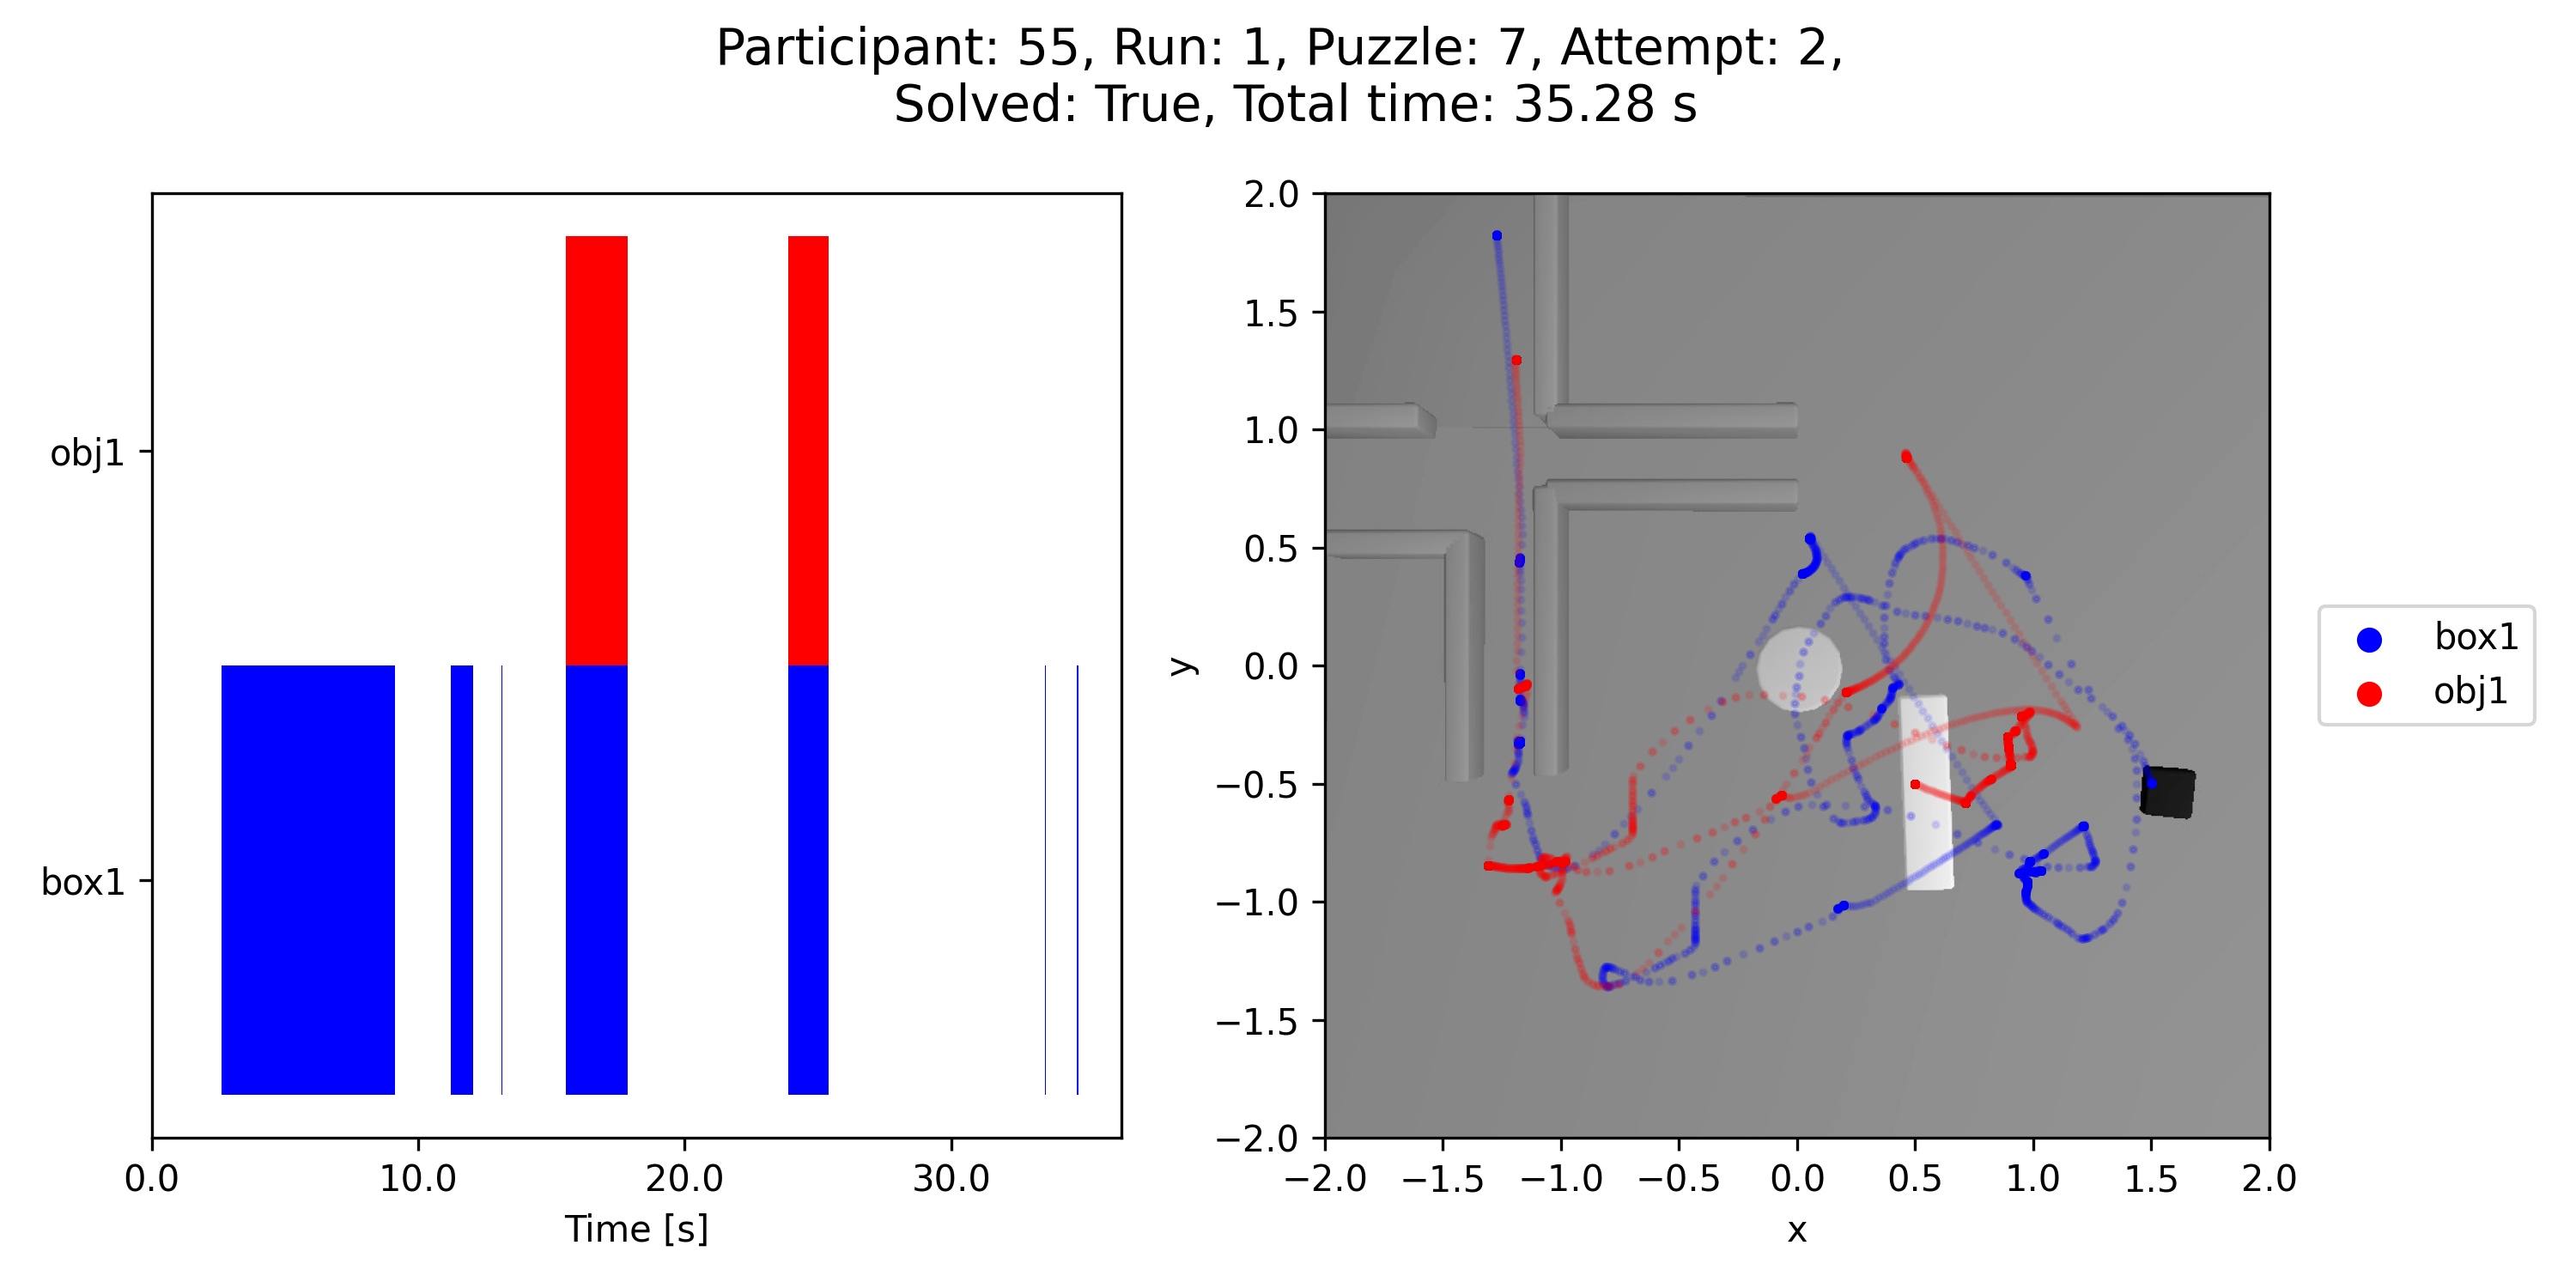 Participant: 55, Run: 1, Puzzle: 7, Attempt: 2,
Solved: True, Total time: 35.28 s
obj1
box1
0.0 10.0 20.0 30.0
Time [s]
2.0
1.5
1.0
0.5
0.0
−0.5
−1.0
−1.5
−2.0
y
−2.0 −1.5 −1.0 −0.5 0.0 0.5 1.0 1.5 2.0
x
box1
obj1